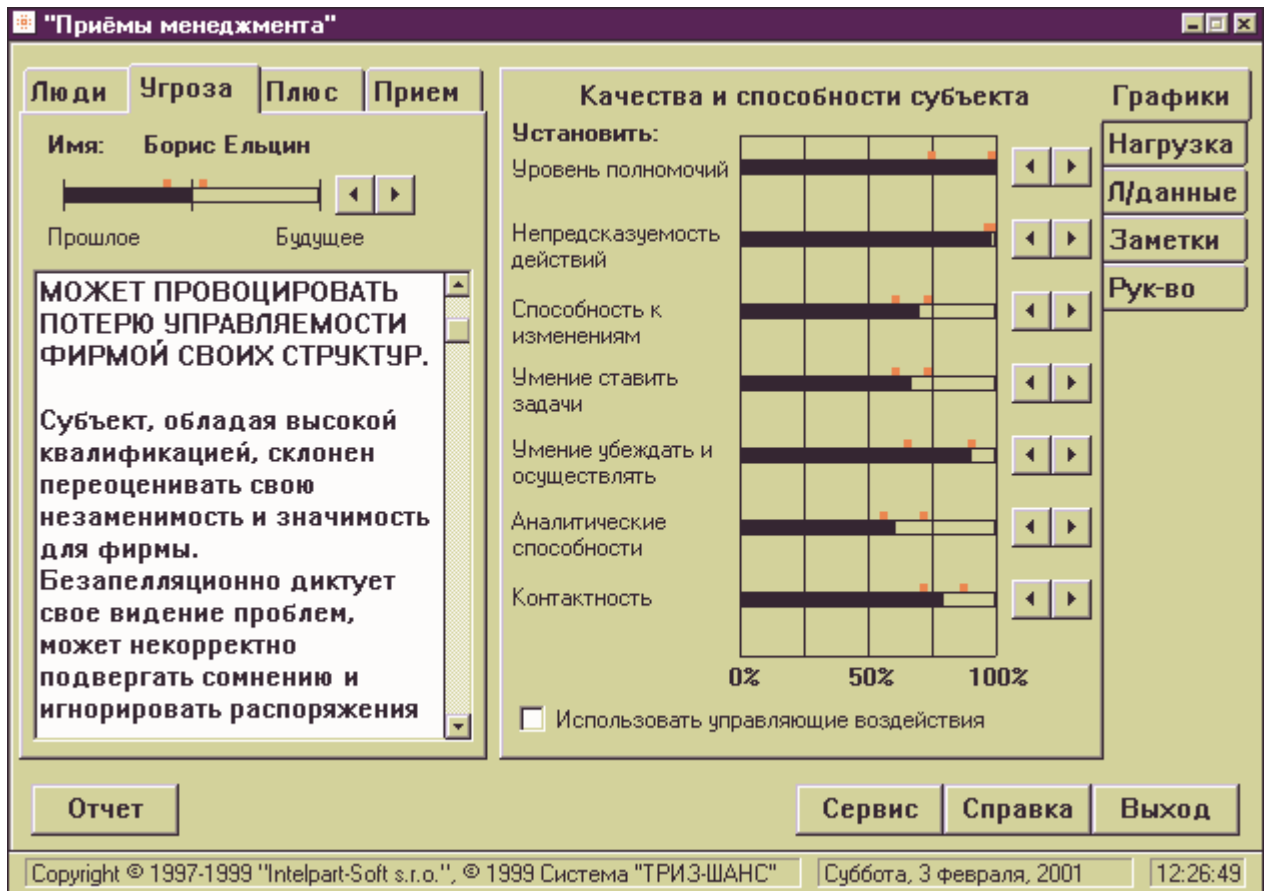 "Приёмы менеджмента"
Люди Угроза Плюс Прием
Имя: Борис Ельцин
Прошлое Будущее
МОЖЕТ ПРОВОЦИРОВАТЬ
ПОТЕРЮ УПРАВЛЯЕМОСТИ
ФИРМОЙ СВОИХ СТРУКТУР.
Субъект, обладая высокой
квалификацией, склонен
переоценивать свою
незаменимость и значимость
для фирмы.
Безапелляционно диктует
свое видение проблем,
может некорректно
подвергать сомнению и
игнорировать распоряжения
Качества и способности субъекта
Установить:
Уровень полномочий
Непредсказуемость
действий
Способность к
изменениям
Умение ставить
задачи
Умение убеждать и
осуществлять
Аналитические
способности
Контактность
0% 50% 100%
Использовать управляющие воздействия
Графики
Нагрузка
Л/данные
Заметки
Рук-во
Отчет
Сервис Справка Выход
Copyright © 1997-1999 "Intelpart-Soft s.r.o.", © 1999 Система "ТРИЗ-ШАНС" Суббота, 3 февраля, 2001 12:26:49